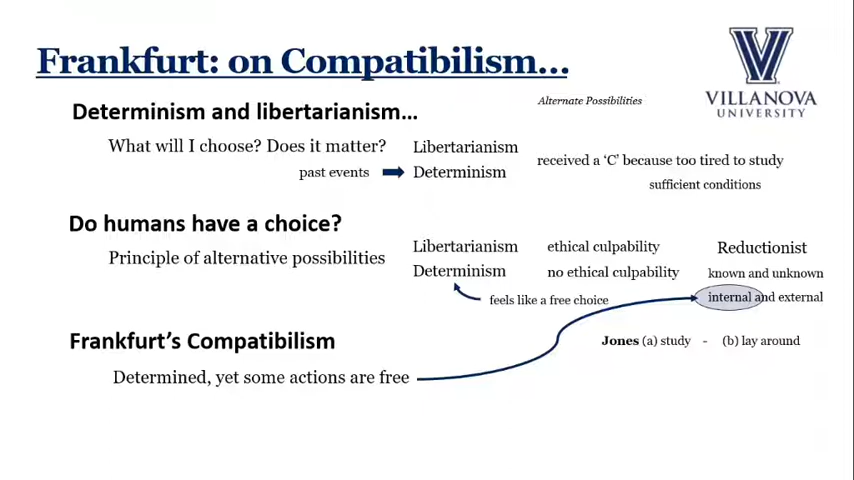 Frankfurt: on Compatibilism...
VILLANOVA
UNIVERSITY
Determinism and libertarianism...
Alternate Possibilities
What will I choose? Does it matter?
Libertarianism
past events
Determinism
received a ‘C’ because too tired to study
sufficient conditions
Do humans have a choice?
Principle of alternative possibilities
Libertarianism
ethical culpability
Reductionist
Determinism
no ethical culpability
known and unknown
feels like a free choice
internal and external
Frankfurt’s Compatibilism
Jones (a) study - (b) lay around
Determined, yet some actions are free